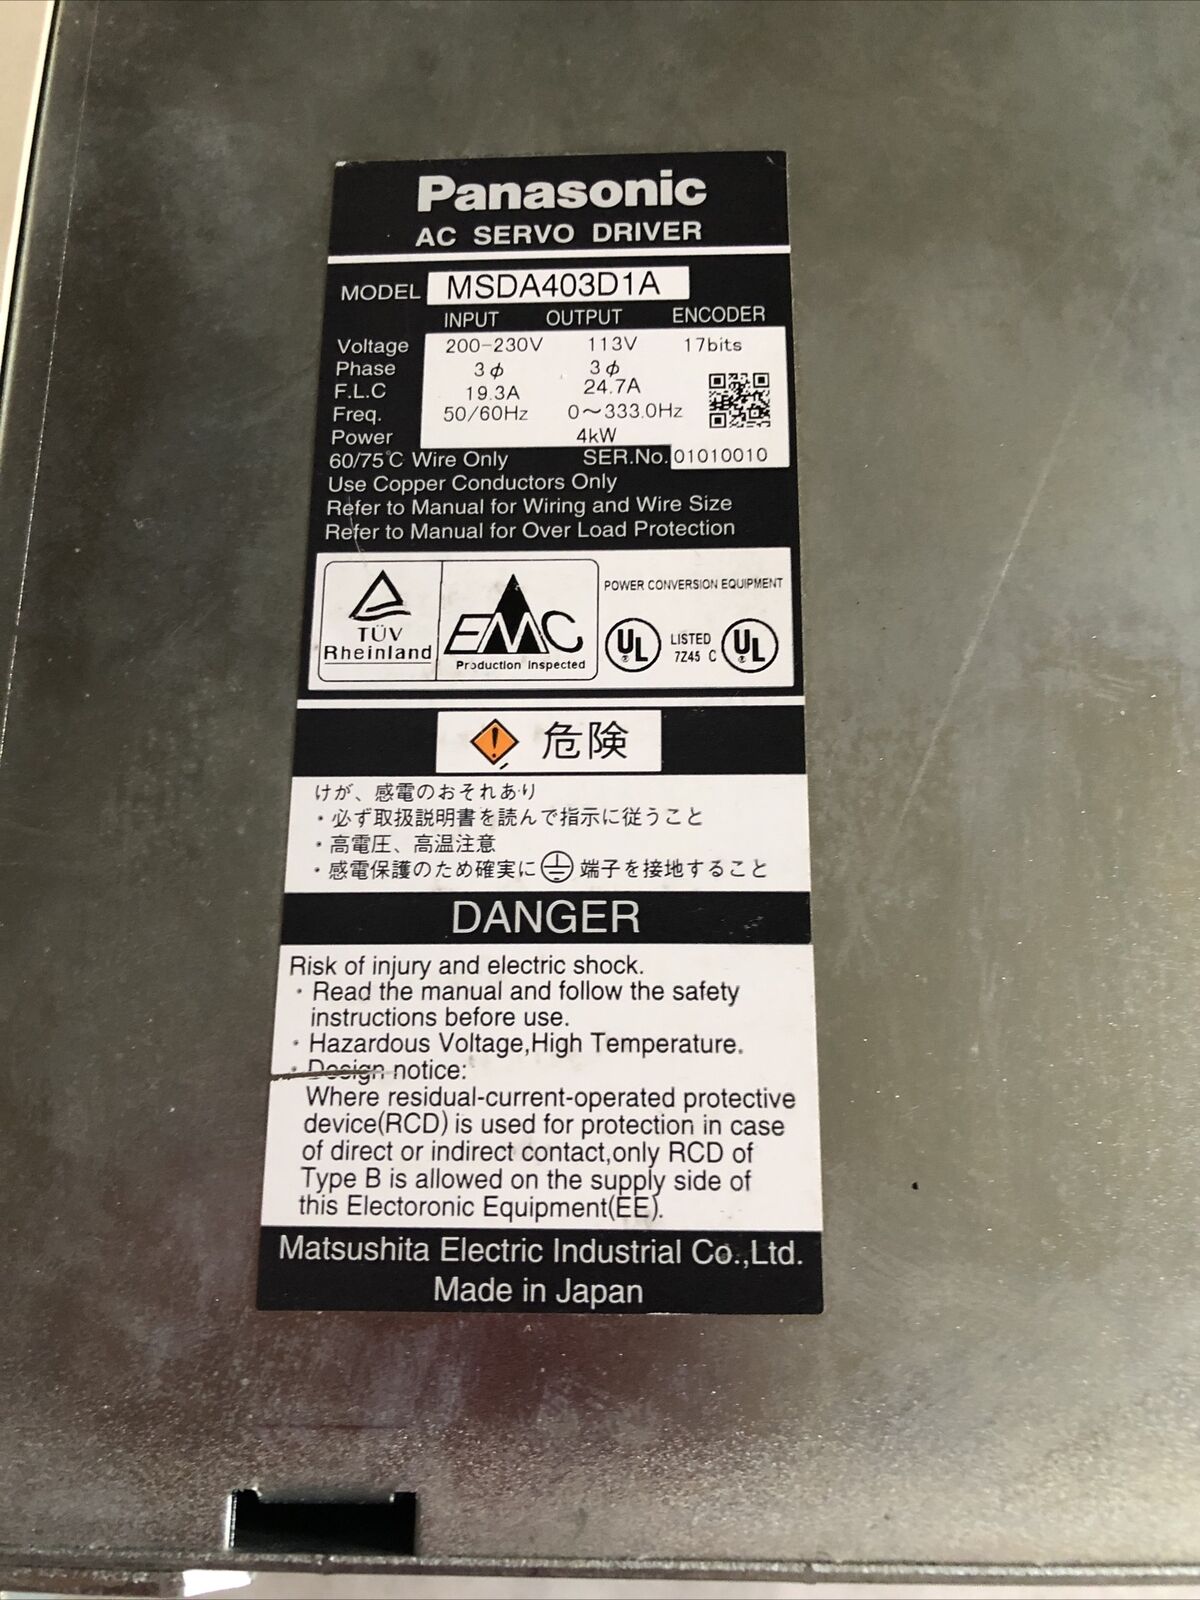 Panasonic
AC SERVO DRIVER
MODEL MSDA403D1A
INPUT OUTPUT ENCODER
Voltage 200-230V 113V 17bits
Phase 3ϕ 3ϕ
F.L.C 19.3A 24.7A
Freq. 50/60Hz 0～333.0Hz
Power 4kW
60/75℃ Wire Only SER.No. 01010010
Use Copper Conductors Only
Refer to Manual for Wiring and Wire Size
Refer to Manual for Over Load Protection
TÜV
Rheinland
EMC
Production Inspected
POWER CONVERSION EQUIPMENT
UL ® LISTED 7Z45 C UL ®
危険
けが、感電のおそれあり
・必ず取扱説明書を読んで指示に従うこと
・高電圧、高温注意
・感電保護のため確実に⏚端子を接地すること
DANGER
Risk of injury and electric shock.
・Read the manual and follow the safety
instructions before use.
・Hazardous Voltage,High Temperature.
・Design notice:
Where residual-current-operated protective
device(RCD) is used for protection in case
of direct or indirect contact,only RCD of
Type B is allowed on the supply side of
this Electoronic Equipment(EE).
Matsushita Electric Industrial Co.,Ltd.
Made in Japan